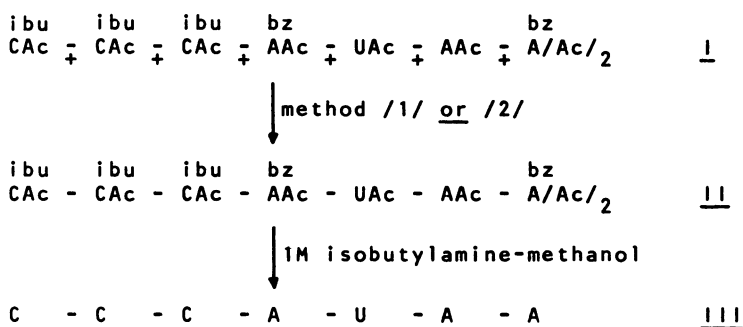 ibu ibu ibu bz bz
CAc ∓ CAc ∓ CAc ∓ AAc ∓ UAc ∓ AAc ∓ A/Ac/₂ I
method /1/ or /2/
ibu ibu ibu bz bz
CAc - CAc - CAc - AAc - UAc - AAc - A/Ac/₂ II
1M isobutylamine-methanol
C - C - C - A - U - A - A III